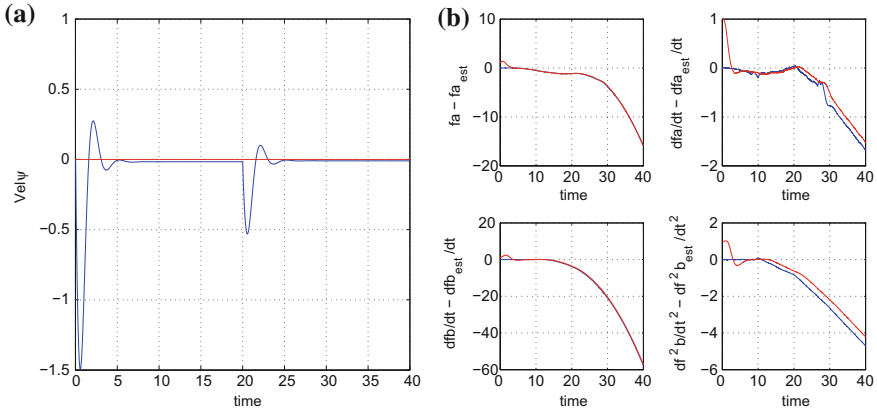 (a)
1
0.5
0
−0.5
−1
−1.5
Velψ
0 5 10 15 20 25 30 35 40
time
(b)
10
0
−10
−20
fa − fa_est
0 10 20 30 40
time
1
0
−1
−2
dfa/dt − dfa_est/dt
0 10 20 30 40
time
20
0
−20
−40
−60
dfb/dt − dfb_est/dt
0 10 20 30 40
time
2
0
−2
−4
−6
df²b/dt² − df²b_est/dt²
0 10 20 30 40
time